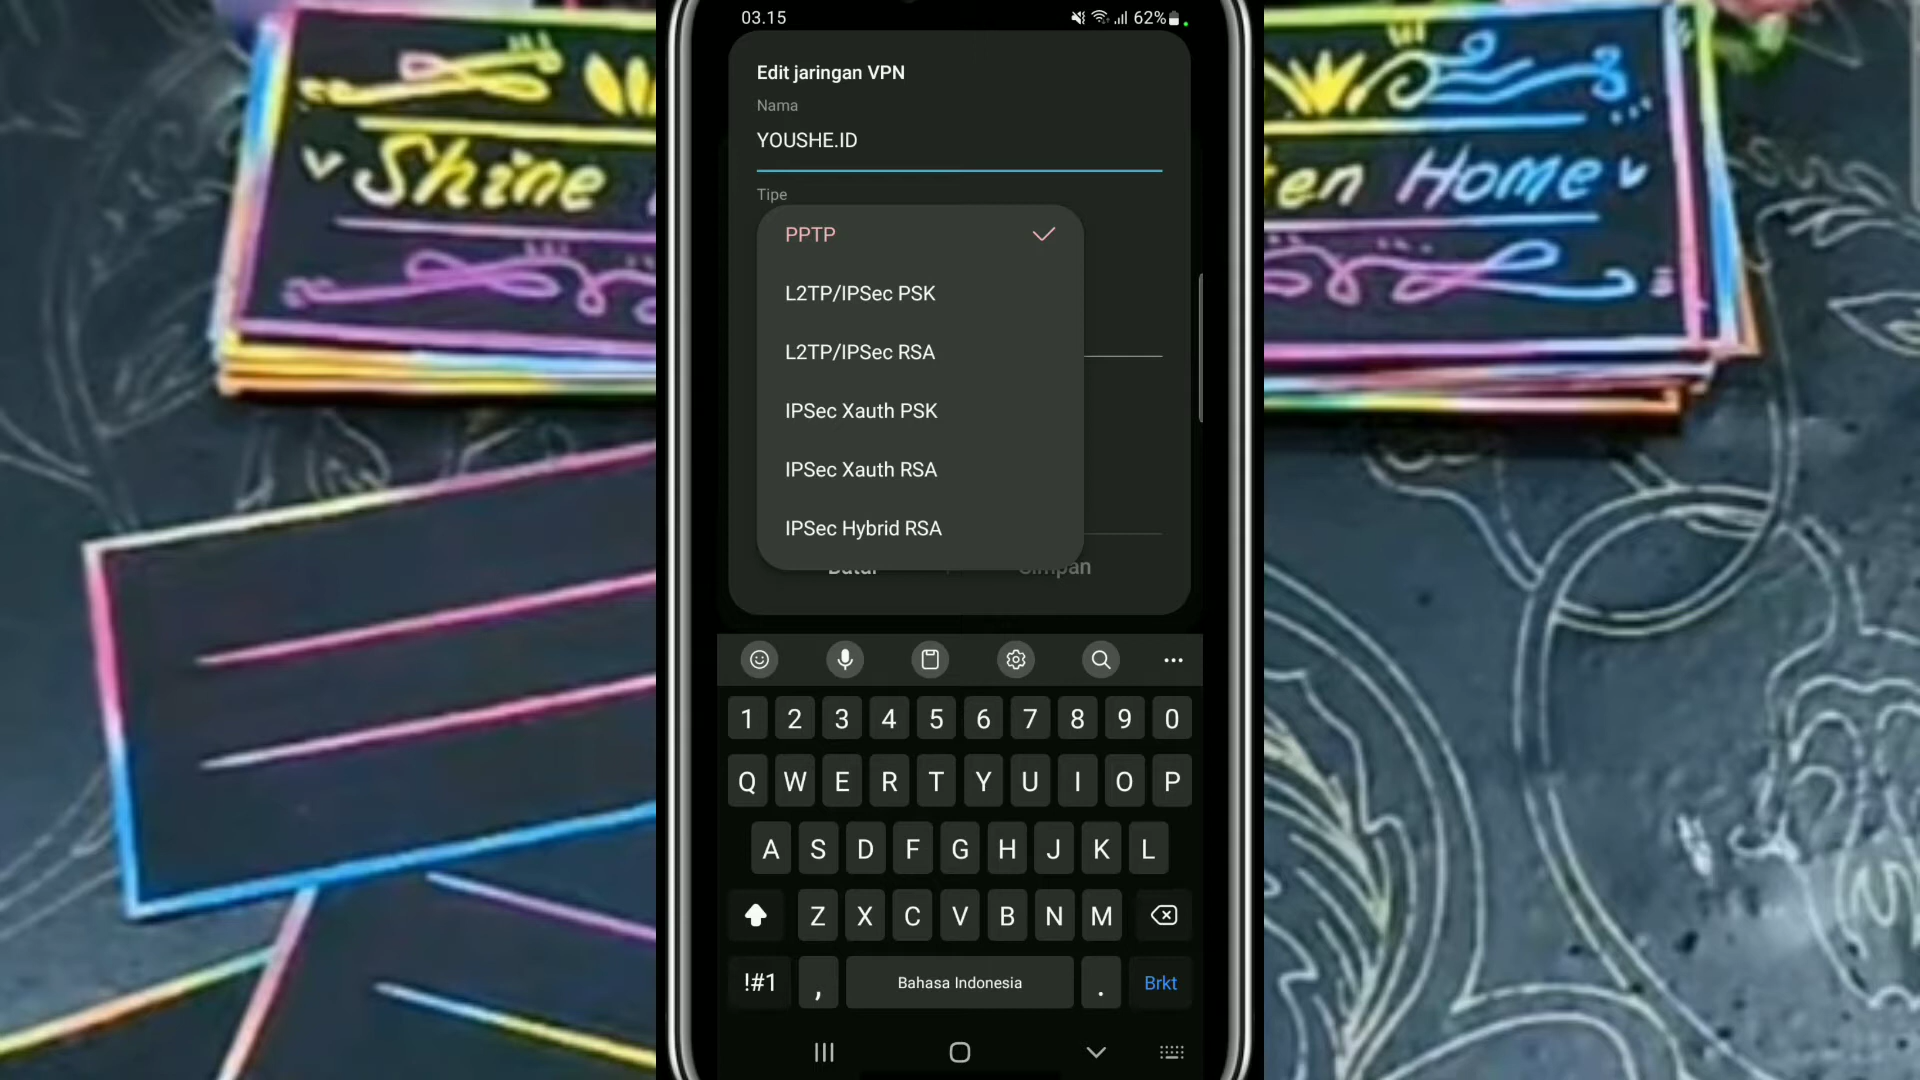 03.15
62%
Edit jaringan VPN
Nama
YOUSHE.ID
Tipe
PPTP
L2TP/IPSec PSK
L2TP/IPSec RSA
IPSec Xauth PSK
IPSec Xauth RSA
IPSec Hybrid RSA
Batal
Simpan
1 2 3 4 5 6 7 8 9 0
Q W E R T Y U I O P
A S D F G H J K L
Z X C V B N M
!#1 , Bahasa Indonesia . Brkt
Shine
Home